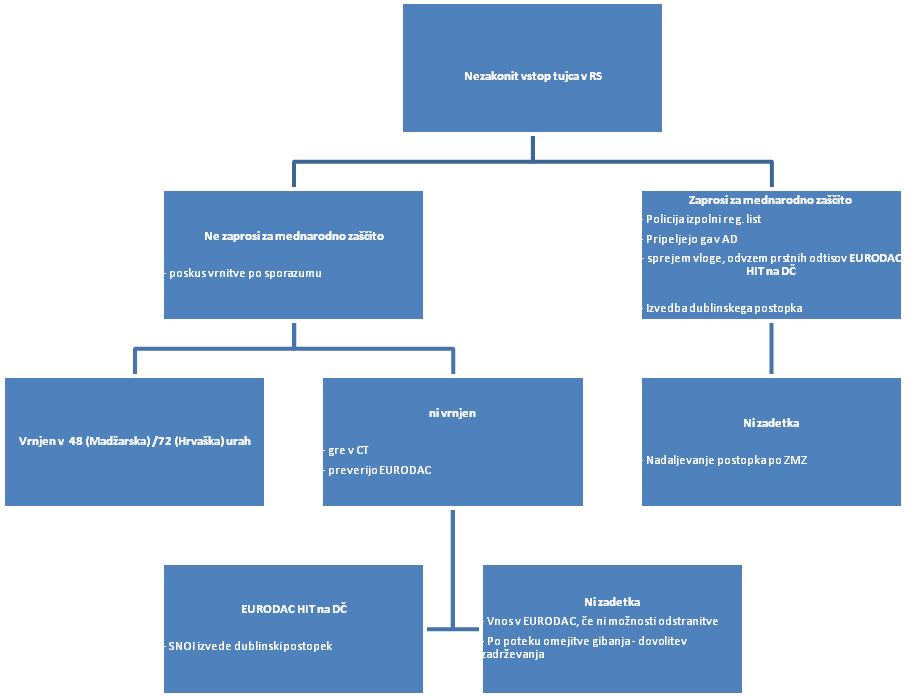 Nezakonit vstop tujca v RS
Ne zaprosi za mednarodno zaščito
- poskus vrnitve po sporazumu
Zaprosi za mednarodno zaščito
- Policija izpolni reg. list
- Pripeljejo ga v AD
- sprejem vloge, odvzem prstnih odtisov EURODAC
HIT na DČ
- Izvedba dublinskega postopka
Vrnjen v 48 (Madžarska) /72 (Hrvaška) urah
ni vrnjen
- gre v CT
- preverijo EURODAC
Ni zadetka
- Nadaljevanje postopka po ZMZ
EURODAC HIT na DČ
- SNOI izvede dublinski postopek
Ni zadetka
- Vnos v EURODAC, če ni možnosti odstranitve
- Po poteku omejitve gibanja - dovolitev
zadrževanja